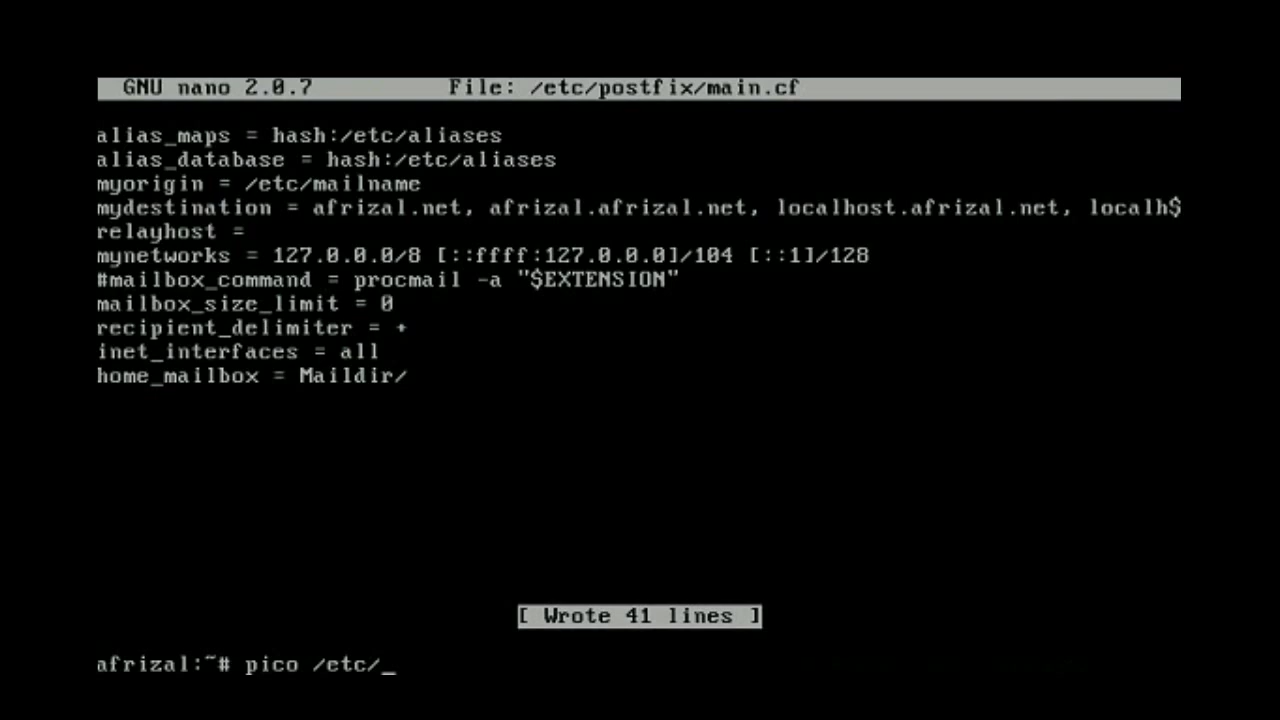 GNU nano 2.0.7 File: /etc/postfix/main.cf
alias_maps = hash:/etc/aliases
alias_database = hash:/etc/aliases
myorigin = /etc/mailname
mydestination = afrizal.net, afrizal.afrizal.net, localhost.afrizal.net, localh$
relayhost =
mynetworks = 127.0.0.0/8 [::ffff:127.0.0.0]/104 [::1]/128
#mailbox_command = procmail -a "$EXTENSION"
mailbox_size_limit = 0
recipient_delimiter = +
inet_interfaces = all
home_mailbox = Maildir/
[ Wrote 41 lines ]
afrizal:~# pico /etc/_